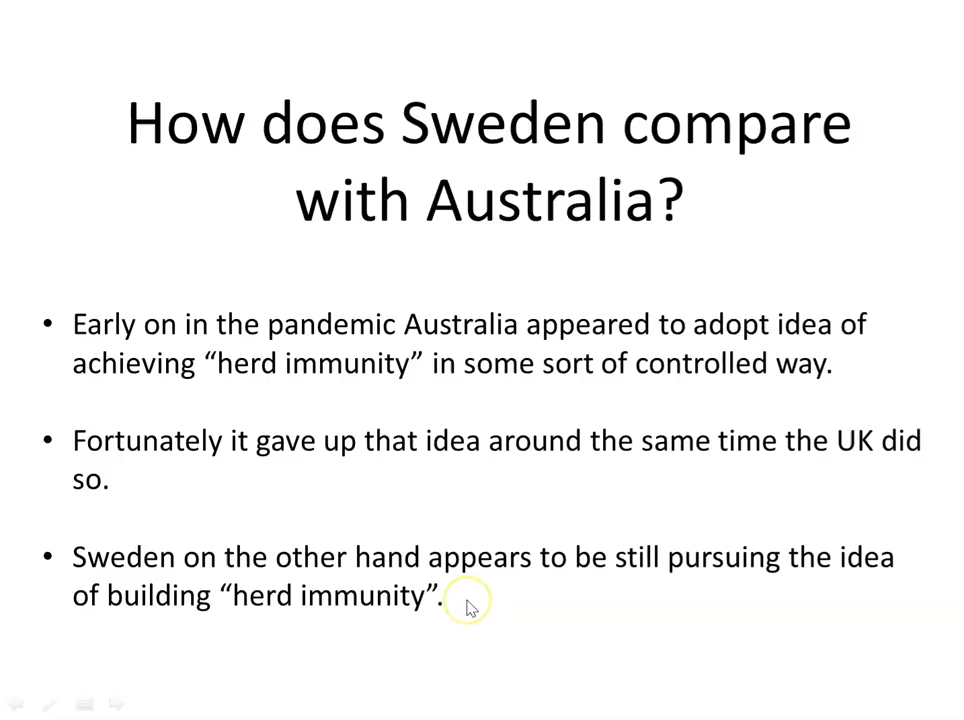 How does Sweden compare
with Australia?
• Early on in the pandemic Australia appeared to adopt idea of
achieving “herd immunity” in some sort of controlled way.
• Fortunately it gave up that idea around the same time the UK did
so.
• Sweden on the other hand appears to be still pursuing the idea
of building “herd immunity”.